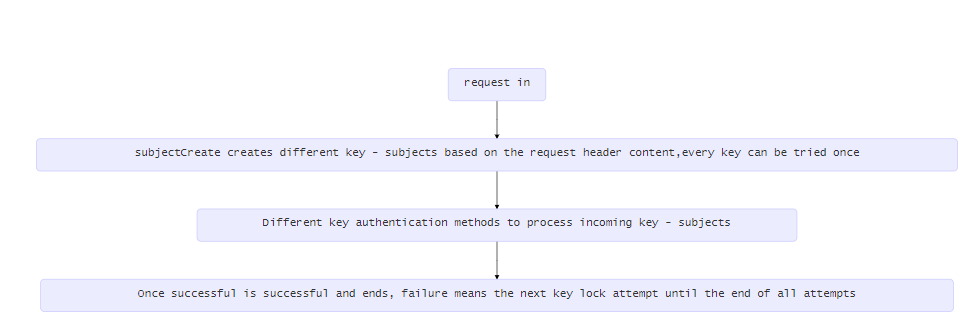 request in
subjectCreate creates different key - subjects based on the request header content,every key can be tried once
Different key authentication methods to process incoming key - subjects
Once successful is successful and ends, failure means the next key lock attempt until the end of all attempts